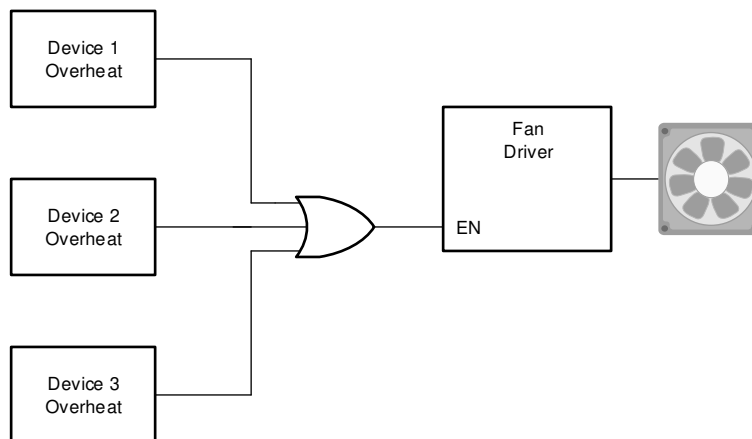 Device 1
Overheat
Fan
Driver
Device 2
Overheat
EN
Device 3
Overheat